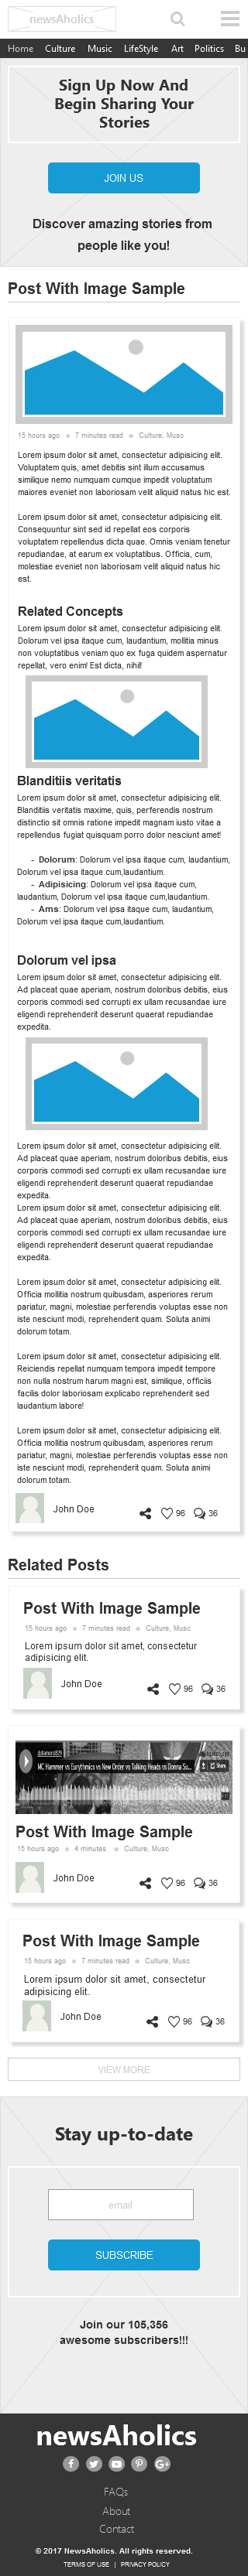 newsAholics
Home Culture Music LifeStyle Art Politics Bu
Sign Up Now And
Begin Sharing Your
Stories
JOIN US
Discover amazing stories from
people like you!
Post With Image Sample
15 hours ago 7 minutes read Culture, Musc
Lorem ipsum dolor sit amet, consectetur adipisicing elit.
Voluptatem quis, amet debitis sint illum accusamus
similique nemo numquam cumque impedit voluptatum
maiores eveniet non laboriosam velit aliquid natus hic est.
Lorem ipsum dolor sit amet, consectetur adipisicing elit.
Consequuntur sint sed id repellat eos corporis
voluptatem repellendus dicta quae. Omnis veniam tenetur
repudiandae, at earum ex voluptatibus. Officia, cum,
molestiae eveniet non laboriosam velit aliquid natus hic
est.
Related Concepts
Lorem ipsum dolor sit amet, consectetur adipisicing elit.
Dolorum vel ipsa itaque cum, laudantium, mollitia minus
non voluptatibus veniam quo ex fuga quidem aspernatur
repellat, vero enim! Est dicta, nihil!
Blanditiis veritatis
Lorem ipsum dolor sit amet, consectetur adipisicing elit.
Blanditiis veritatis maxime, quis, perferendis nostrum
distinctio sit omnis ratione impedit magnam iusto vitae a
repellendus fugiat quisquam porro dolor nesciunt amet!
- Dolorum: Dolorum vel ipsa itaque cum, laudantium,
Dolorum vel ipsa itaque cum,laudantium.
- Adipisicing: Dolorum vel ipsa itaque cum,
laudantium, Dolorum vel ipsa itaque cum,laudantium.
- Ams: Dolorum vel ipsa itaque cum, laudantium,
Dolorum vel ipsa itaque cum,laudantium.
Dolorum vel ipsa
Lorem ipsum dolor sit amet, consectetur adipisicing elit.
Ad placeat quae aperiam, nostrum doloribus debitis, eius
corporis commodi sed corrupti ex ullam recusandae iure
eligendi reprehenderit deserunt quaerat repudiandae
expedita.
Lorem ipsum dolor sit amet, consectetur adipisicing elit.
Ad placeat quae aperiam, nostrum doloribus debitis, eius
corporis commodi sed corrupti ex ullam recusandae iure
eligendi reprehenderit deserunt quaerat repudiandae
expedita.
Lorem ipsum dolor sit amet, consectetur adipisicing elit.
Ad placeat quae aperiam, nostrum doloribus debitis, eius
corporis commodi sed corrupti ex ullam recusandae iure
eligendi reprehenderit deserunt quaerat repudiandae
expedita.
Lorem ipsum dolor sit amet, consectetur adipisicing elit.
Officia mollitia nostrum quibusdam, asperiores rerum
pariatur, magni, molestiae perferendis voluptas esse non
iste nesciunt modi, reprehenderit quam. Soluta animi
dolorum totam.
Lorem ipsum dolor sit amet, consectetur adipisicing elit.
Reiciendis repellat numquam tempora impedit tempore
non nulla nostrum harum magni est, similique, officiis
facilis dolor laboriosam explicabo reprehenderit sed
laudantium labore!
Lorem ipsum dolor sit amet, consectetur adipisicing elit.
Officia mollitia nostrum quibusdam, asperiores rerum
pariatur, magni, molestiae perferendis voluptas esse non
iste nesciunt modi, reprehenderit quam. Soluta animi
dolorum totam.
John Doe 96 36
Related Posts
Post With Image Sample
15 hours ago 7 minutes read Culture, Musc
Lorem ipsum dolor sit amet, consectetur
adipisicing elit.
John Doe 96 36
MC Hammer vs Eurythmics vs New Order vs Talking Heads vs Donna Su... Share
Post With Image Sample
15 hours ago 4 minutes Culture, Musc
John Doe 96 36
Post With Image Sample
15 hours ago 7 minutes read Culture, Musc
Lorem ipsum dolor sit amet, consectetur
adipisicing elit.
John Doe 96 36
VIEW MORE
Stay up-to-date
email
SUBSCRIBE
Join our 105,356
awesome subscribers!!!
newsAholics
FAQs
About
Contact
© 2017 NewsAholics. All rights reserved.
TERMS OF USE | PRIVACY POLICY